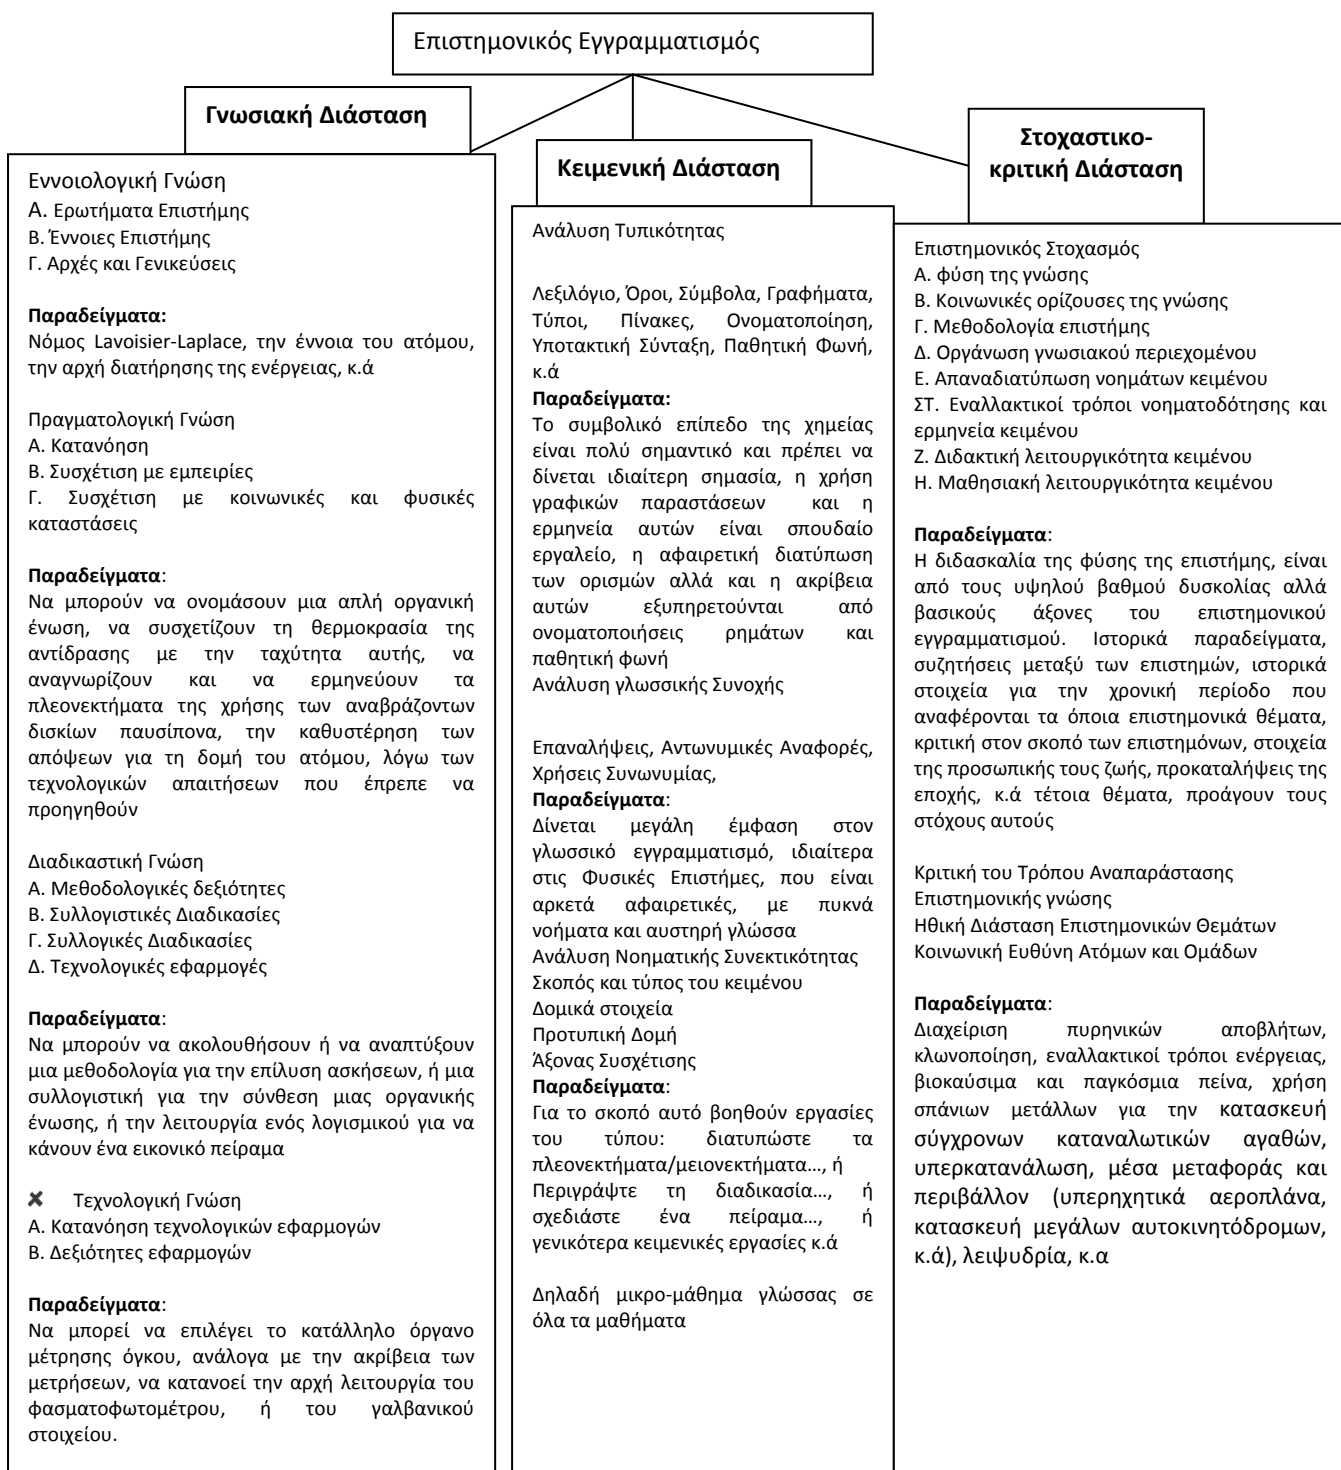 Επιστημονικός Εγγραμματισμός
Γνωσιακή Διάσταση
Εννοιολογική Γνώση
Α. Ερωτήματα Επιστήμης
Β. Έννοιες Επιστήμης
Γ. Αρχές και Γενικεύσεις
Παραδείγματα:
Νόμος Lavoisier-Laplace, την έννοια του ατόμου,
την αρχή διατήρησης της ενέργειας, κ.ά
Πραγματολογική Γνώση
Α. Κατανόηση
Β. Συσχέτιση με εμπειρίες
Γ. Συσχέτιση με κοινωνικές και φυσικές
καταστάσεις
Παραδείγματα:
Να μπορούν να ονομάσουν μια απλή οργανική
ένωση, να συσχετίζουν τη θερμοκρασία της
αντίδρασης με την ταχύτητα αυτής, να
αναγνωρίζουν και να ερμηνεύουν τα
πλεονεκτήματα της χρήσης των αναβράζοντων
δισκίων παυσίπονα, την καθυστέρηση των
απόψεων για τη δομή του ατόμου, λόγω των
τεχνολογικών απαιτήσεων που έπρεπε να
προηγηθούν
Διαδικαστική Γνώση
Α. Μεθοδολογικές δεξιότητες
Β. Συλλογιστικές Διαδικασίες
Γ. Συλλογικές Διαδικασίες
Δ. Τεχνολογικές εφαρμογές
Παραδείγματα:
Να μπορούν να ακολουθήσουν ή να αναπτύξουν
μια μεθοδολογία για την επίλυση ασκήσεων, ή μια
συλλογιστική για την σύνθεση μιας οργανικής
ένωσης, ή την λειτουργία ενός λογισμικού για να
κάνουν ένα εικονικό πείραμα
✘ Τεχνολογική Γνώση
Α. Κατανόηση τεχνολογικών εφαρμογών
Β. Δεξιότητες εφαρμογών
Παραδείγματα:
Να μπορεί να επιλέγει το κατάλληλο όργανο
μέτρησης όγκου, ανάλογα με την ακρίβεια των
μετρήσεων, να κατανοεί την αρχή λειτουργία του
φασματοφωτομέτρου, ή του γαλβανικού
στοιχείου.
Κειμενική Διάσταση
Ανάλυση Τυπικότητας
Λεξιλόγιο, Όροι, Σύμβολα, Γραφήματα,
Τύποι, Πίνακες, Ονοματοποίηση,
Υποτακτική Σύνταξη, Παθητική Φωνή,
κ.ά
Παραδείγματα:
Το συμβολικό επίπεδο της χημείας
είναι πολύ σημαντικό και πρέπει να
δίνεται ιδιαίτερη σημασία, η χρήση
γραφικών παραστάσεων και η
ερμηνεία αυτών είναι σπουδαίο
εργαλείο, η αφαιρετική διατύπωση
των ορισμών αλλά και η ακρίβεια
αυτών εξυπηρετούνται από
ονοματοποιήσεις ρημάτων και
παθητική φωνή
Ανάλυση γλωσσικής Συνοχής
Επαναλήψεις, Αντωνυμικές Αναφορές,
Χρήσεις Συνωνυμίας,
Παραδείγματα:
Δίνεται μεγάλη έμφαση στον
γλωσσικό εγγραμματισμό, ιδιαίτερα
στις Φυσικές Επιστήμες, που είναι
αρκετά αφαιρετικές, με πυκνά
νοήματα και αυστηρή γλώσσα
Ανάλυση Νοηματικής Συνεκτικότητας
Σκοπός και τύπος του κειμένου
Δομικά στοιχεία
Προτυπική Δομή
Άξονας Συσχέτισης
Παραδείγματα:
Για το σκοπό αυτό βοηθούν εργασίες
του τύπου: διατυπώστε τα
πλεονεκτήματα/μειονεκτήματα…, ή
Περιγράψτε τη διαδικασία…, ή
σχεδιάστε ένα πείραμα…, ή
γενικότερα κειμενικές εργασίες κ.ά
Δηλαδή μικρο-μάθημα γλώσσας σε
όλα τα μαθήματα
Στοχαστικο-
κριτική Διάσταση
Επιστημονικός Στοχασμός
Α. φύση της γνώσης
Β. Κοινωνικές ορίζουσες της γνώσης
Γ. Μεθοδολογία επιστήμης
Δ. Οργάνωση γνωσιακού περιεχομένου
Ε. Απαναδιατύπωση νοημάτων κειμένου
ΣΤ. Εναλλακτικοί τρόποι νοηματοδότησης και
ερμηνεία κειμένου
Ζ. Διδακτική λειτουργικότητα κειμένου
Η. Μαθησιακή λειτουργικότητα κειμένου
Παραδείγματα:
Η διδασκαλία της φύσης της επιστήμης, είναι
από τους υψηλού βαθμού δυσκολίας αλλά
βασικούς άξονες του επιστημονικού
εγγραμματισμού. Ιστορικά παραδείγματα,
συζητήσεις μεταξύ των επιστημών, ιστορικά
στοιχεία για την χρονική περίοδο που
αναφέρονται τα όποια επιστημονικά θέματα,
κριτική στον σκοπό των επιστημόνων, στοιχεία
της προσωπικής τους ζωής, προκαταλήψεις της
εποχής, κ.ά τέτοια θέματα, προάγουν τους
στόχους αυτούς
Κριτική του Τρόπου Αναπαράστασης
Επιστημονικής γνώσης
Ηθική Διάσταση Επιστημονικών Θεμάτων
Κοινωνική Ευθύνη Ατόμων και Ομάδων
Παραδείγματα:
Διαχείριση πυρηνικών αποβλήτων,
κλωνοποίηση, εναλλακτικοί τρόποι ενέργειας,
βιοκαύσιμα και παγκόσμια πείνα, χρήση
σπάνιων μετάλλων για την κατασκευή
σύγχρονων καταναλωτικών αγαθών,
υπερκατανάλωση, μέσα μεταφοράς και
περιβάλλον (υπερηχητικά αεροπλάνα,
κατασκευή μεγάλων αυτοκινητόδρομων,
κ.ά), λειψυδρία, κ.α